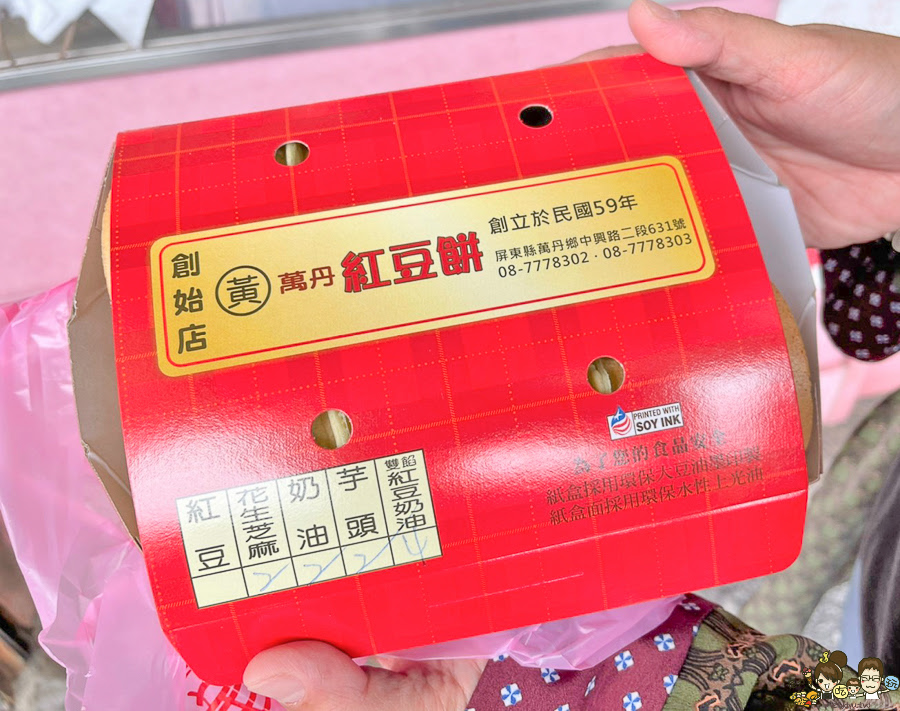 創始店
黃
萬丹紅豆餅
創立於民國59年
屏東縣萬丹鄉中興路二段631號
08-7778302．08-7778303
PRINTED WITH
SOY INK
為了您的食品安全
紙盒採用環保大豆油墨印製
紙盒面採用環保水性上光油
紅豆
花生芝麻
奶油
芋頭
雙餡
紅豆奶油
2 2 2 4